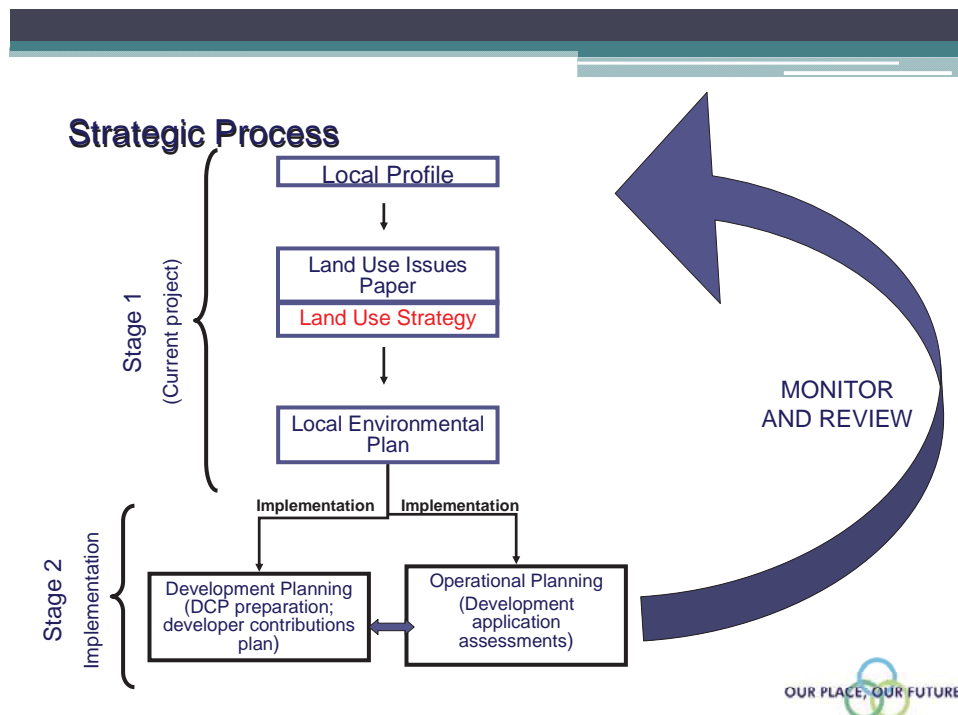 Strategic Process
Stage 1
(Current project)
Local Profile
Land Use Issues
Paper
Land Use Strategy
Local Environmental
Plan
MONITOR
AND REVIEW
Implementation
Implementation
Stage 2
Implementation
Development Planning
(DCP preparation;
developer contributions
plan)
Operational Planning
(Development
application
assessments)
OUR PLACE, OUR FUTURE